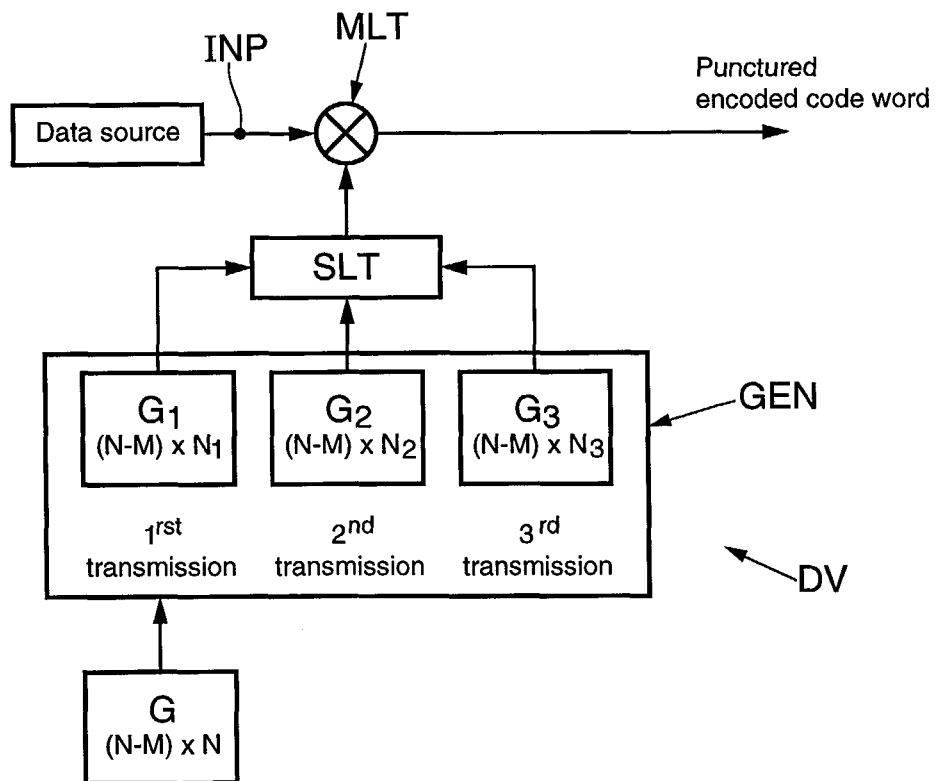 INP
MLT
Punctured
encoded code word
Data source
SLT
G1
(N-M) x N1
G2
(N-M) x N2
G3
(N-M) x N3
GEN
1rst
transmission
2nd
transmission
3rd
transmission
DV
G
(N-M) x N